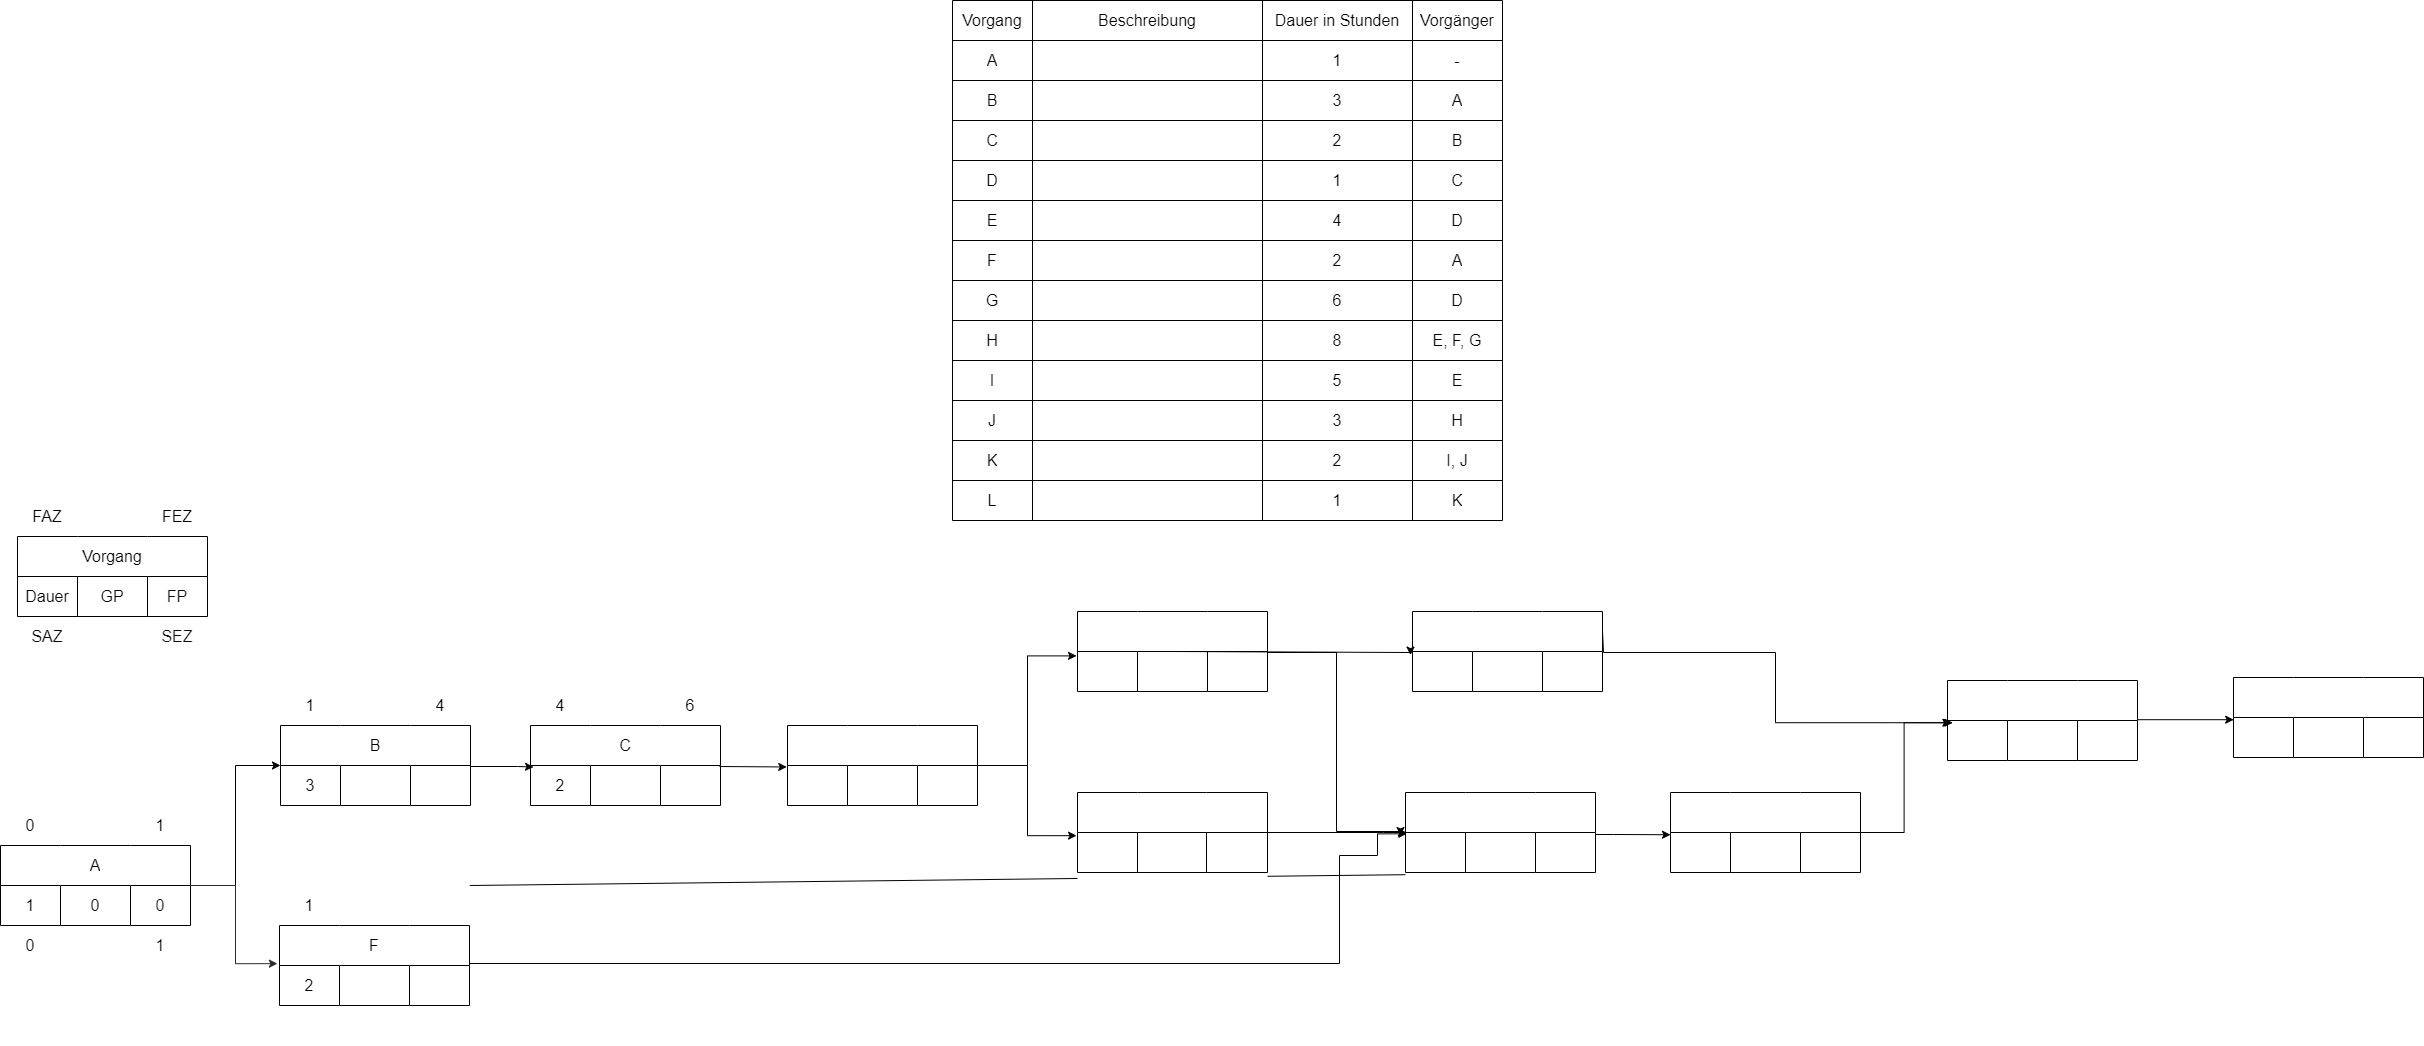 Vorgang Beschreibung Dauer in Stunden Vorgänger
A 1 -
B 3 A
C 2 B
D 1 C
E 4 D
F 2 A
G 6 D
H 8 E, F, G
I 5 E
J 3 H
K 2 I, J
L 1 K
FAZ FEZ
Vorgang
Dauer GP FP
SAZ SEZ
1 4
B
3
4 6
C
2
0 1
A
1 0 0
0 1
1
F
2